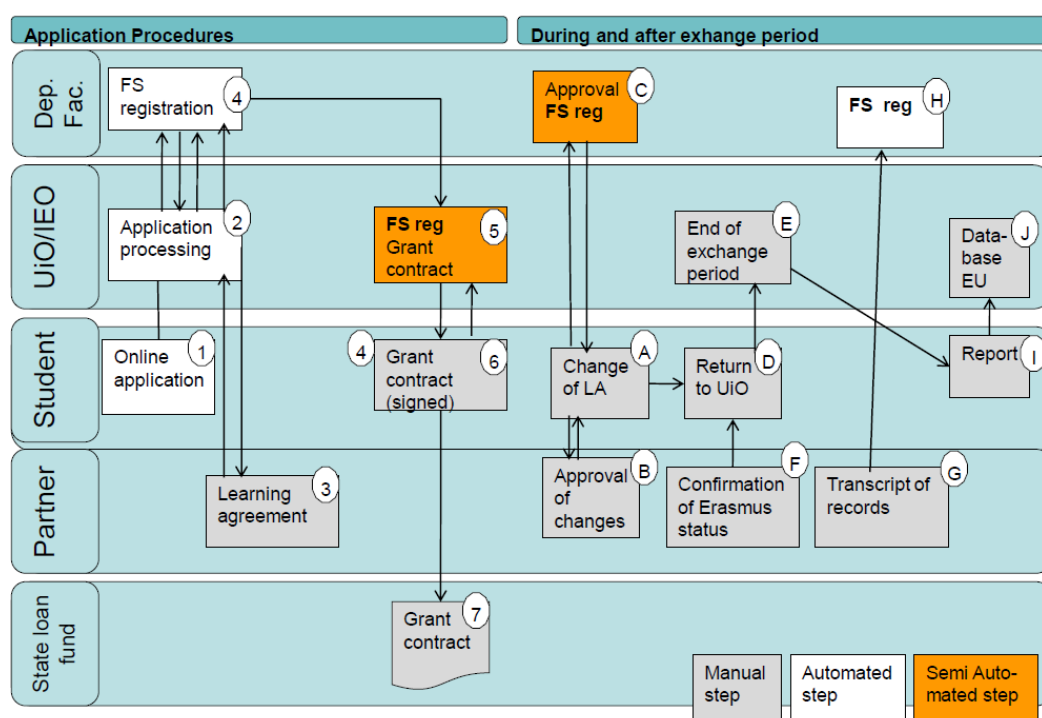 Application Procedures
During and after exhange period
Dep.
Fac.
FS
registration
4
Approval
FS reg
C
FS reg
H
UiO/IEO
Application
processing
2
FS reg
Grant
contract
5
End of
exchange
period
E
Data-
base
EU
J
Student
Online
application
1
4
Grant
contract
(signed)
6
Change
of LA
A
Return
to UiO
D
Report
I
Partner
Learning
agreement
3
Approval
of
changes
B
Confirmation
of Erasmus
status
F
Transcript of
records
G
State loan
fund
Grant
contract
7
Manual
step
Automated
step
Semi Auto-
mated step